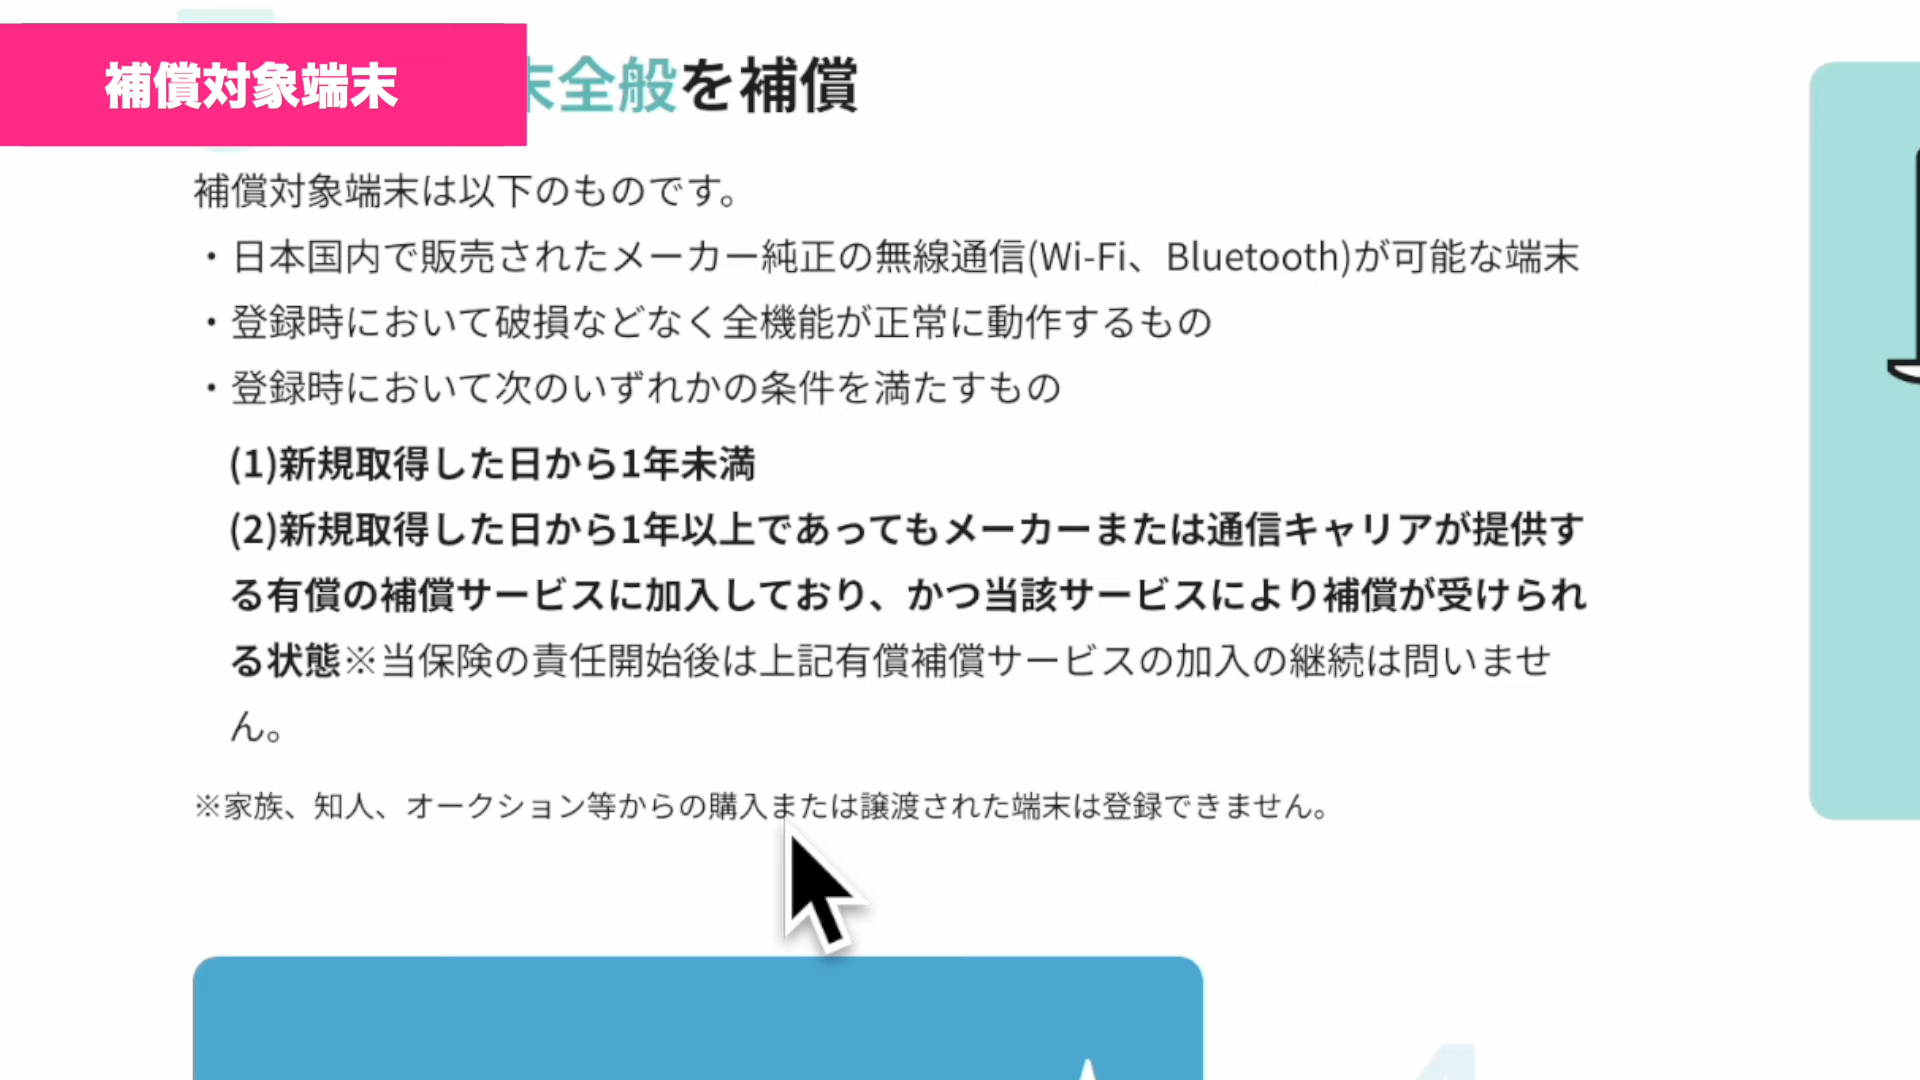 補償対象端末
末全般を補償
補償対象端末は以下のものです。
・日本国内で販売されたメーカー純正の無線通信(Wi-Fi、Bluetooth)が可能な端末
・登録時において破損などなく全機能が正常に動作するもの
・登録時において次のいずれかの条件を満たすもの
(1)新規取得した日から1年未満
(2)新規取得した日から1年以上であってもメーカーまたは通信キャリアが提供す
る有償の補償サービスに加入しており、かつ当該サービスにより補償が受けられ
る状態※当保険の責任開始後は上記有償補償サービスの加入の継続は問いませ
ん。
※家族、知人、オークション等からの購入または譲渡された端末は登録できません。